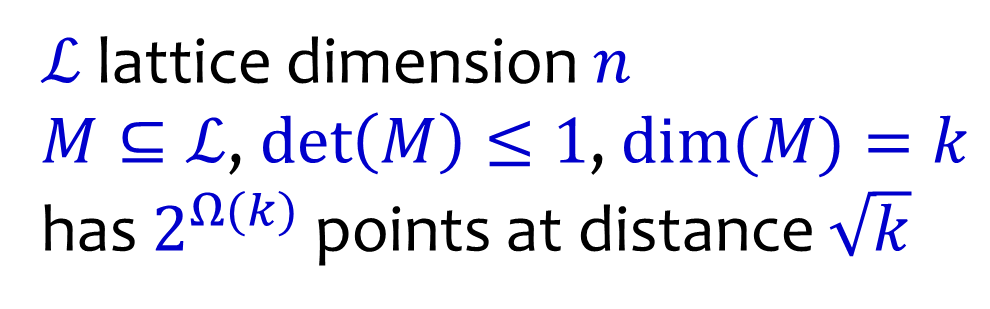 ℒ lattice dimension n
M ⊆ ℒ, det(M) ≤ 1, dim(M) = k
has 2^{Ω(k)} points at distance √k